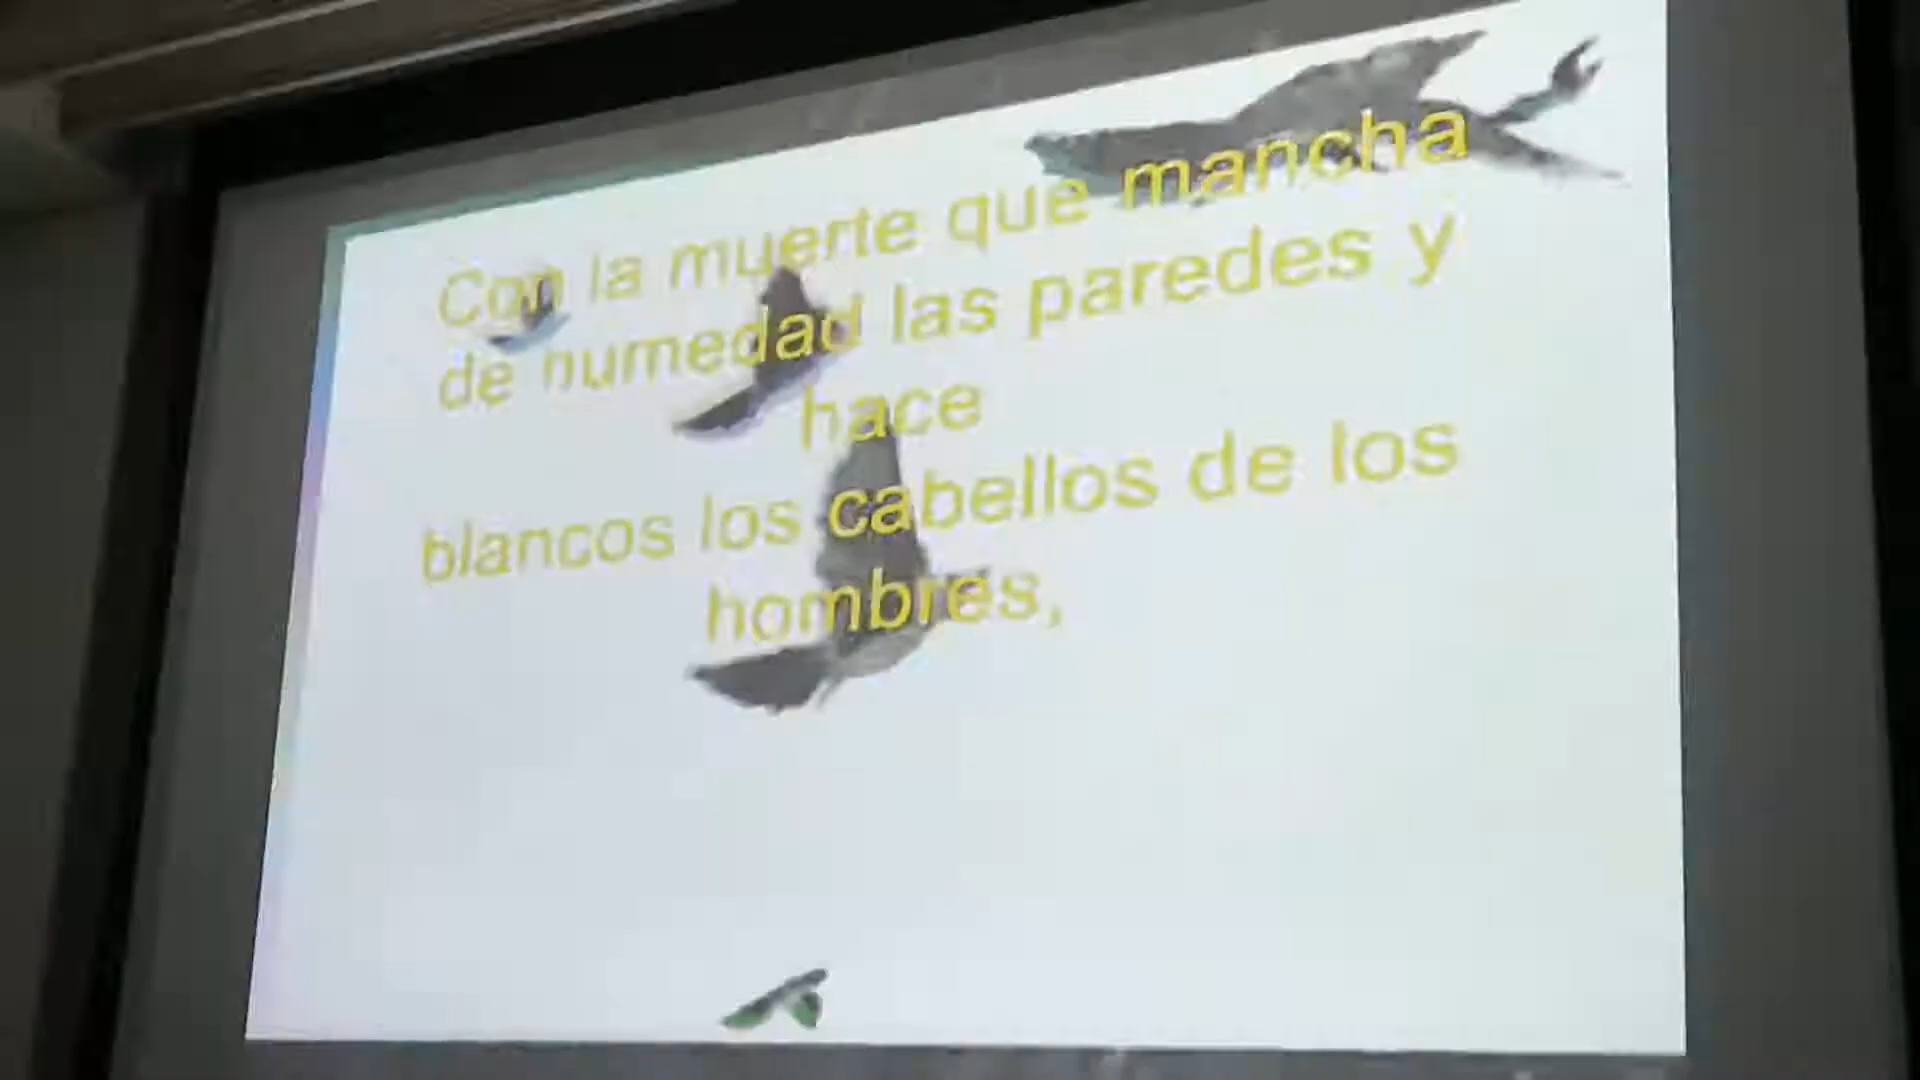 Con la muerte que mancha
de humedad las paredes y
hace
blancos los cabellos de los
hombres,